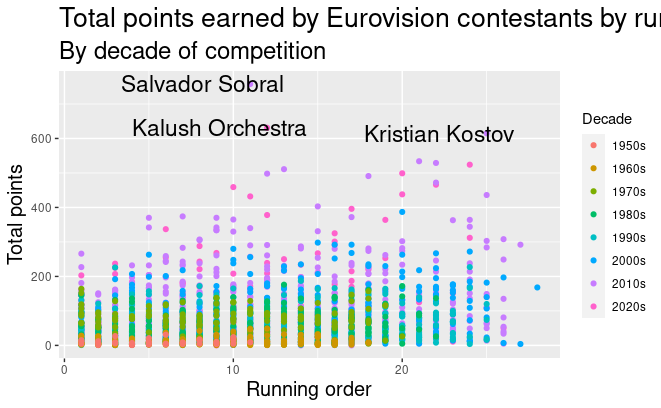 Total points earned by Eurovision contestants by ru
By decade of competition
Salvador Sobral
Kalush Orchestra
Kristian Kostov
Total points
600
400
200
0
0
10
20
Running order
Decade
1950s
1960s
1970s
1980s
1990s
2000s
2010s
2020s